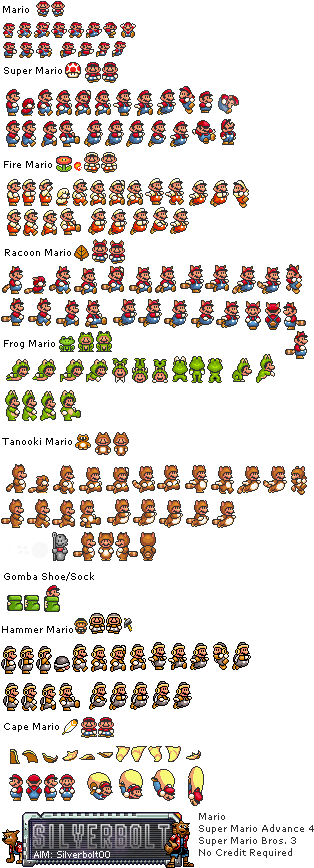 Mario
Super Mario
Fire Mario
Racoon Mario
Frog Mario
Tanooki Mario
Gomba Shoe/Sock
Hammer Mario
Cape Mario
SILVERBOLT
AIM: Silverbolt00
Mario
Super Mario Advance 4
Super Mario Bros. 3
No Credit Required